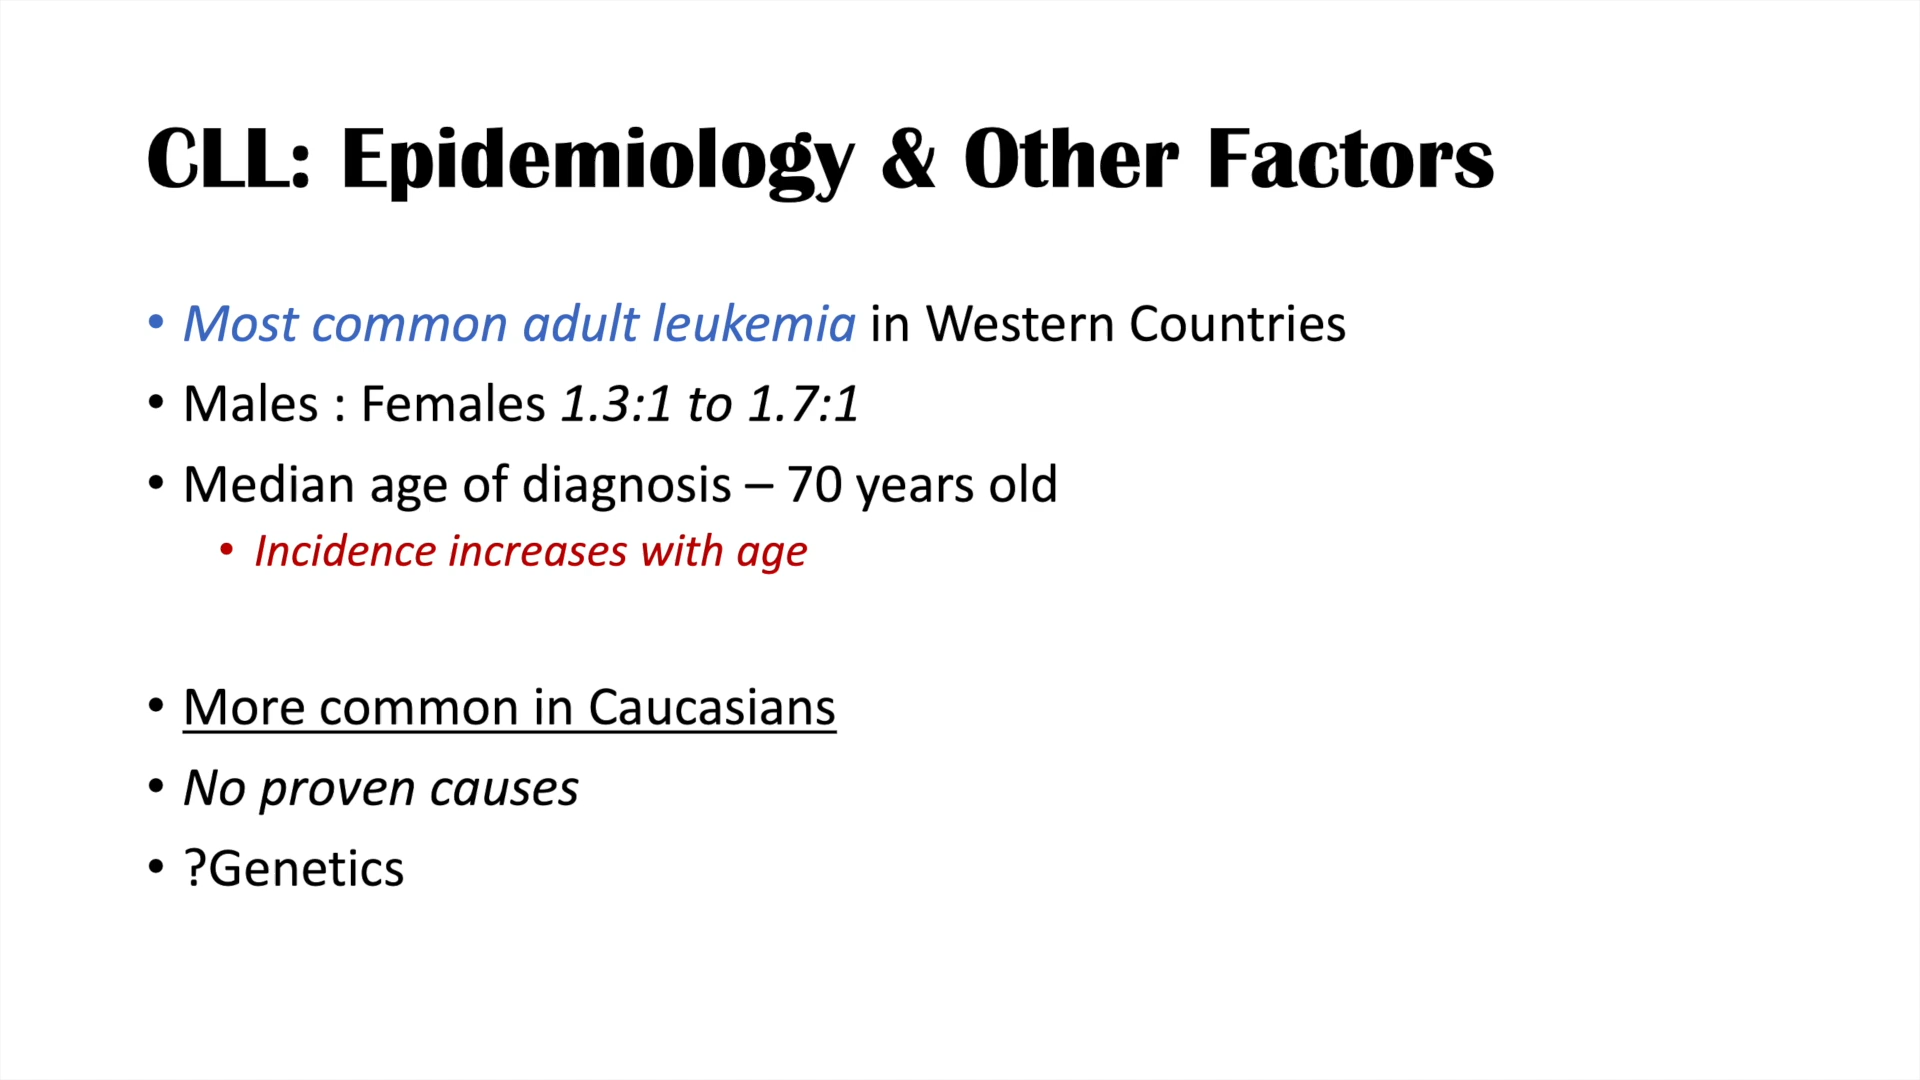 CLL: Epidemiology & Other Factors
• Most common adult leukemia in Western Countries
• Males : Females 1.3:1 to 1.7:1
• Median age of diagnosis – 70 years old
• Incidence increases with age
• More common in Caucasians
• No proven causes
• ?Genetics